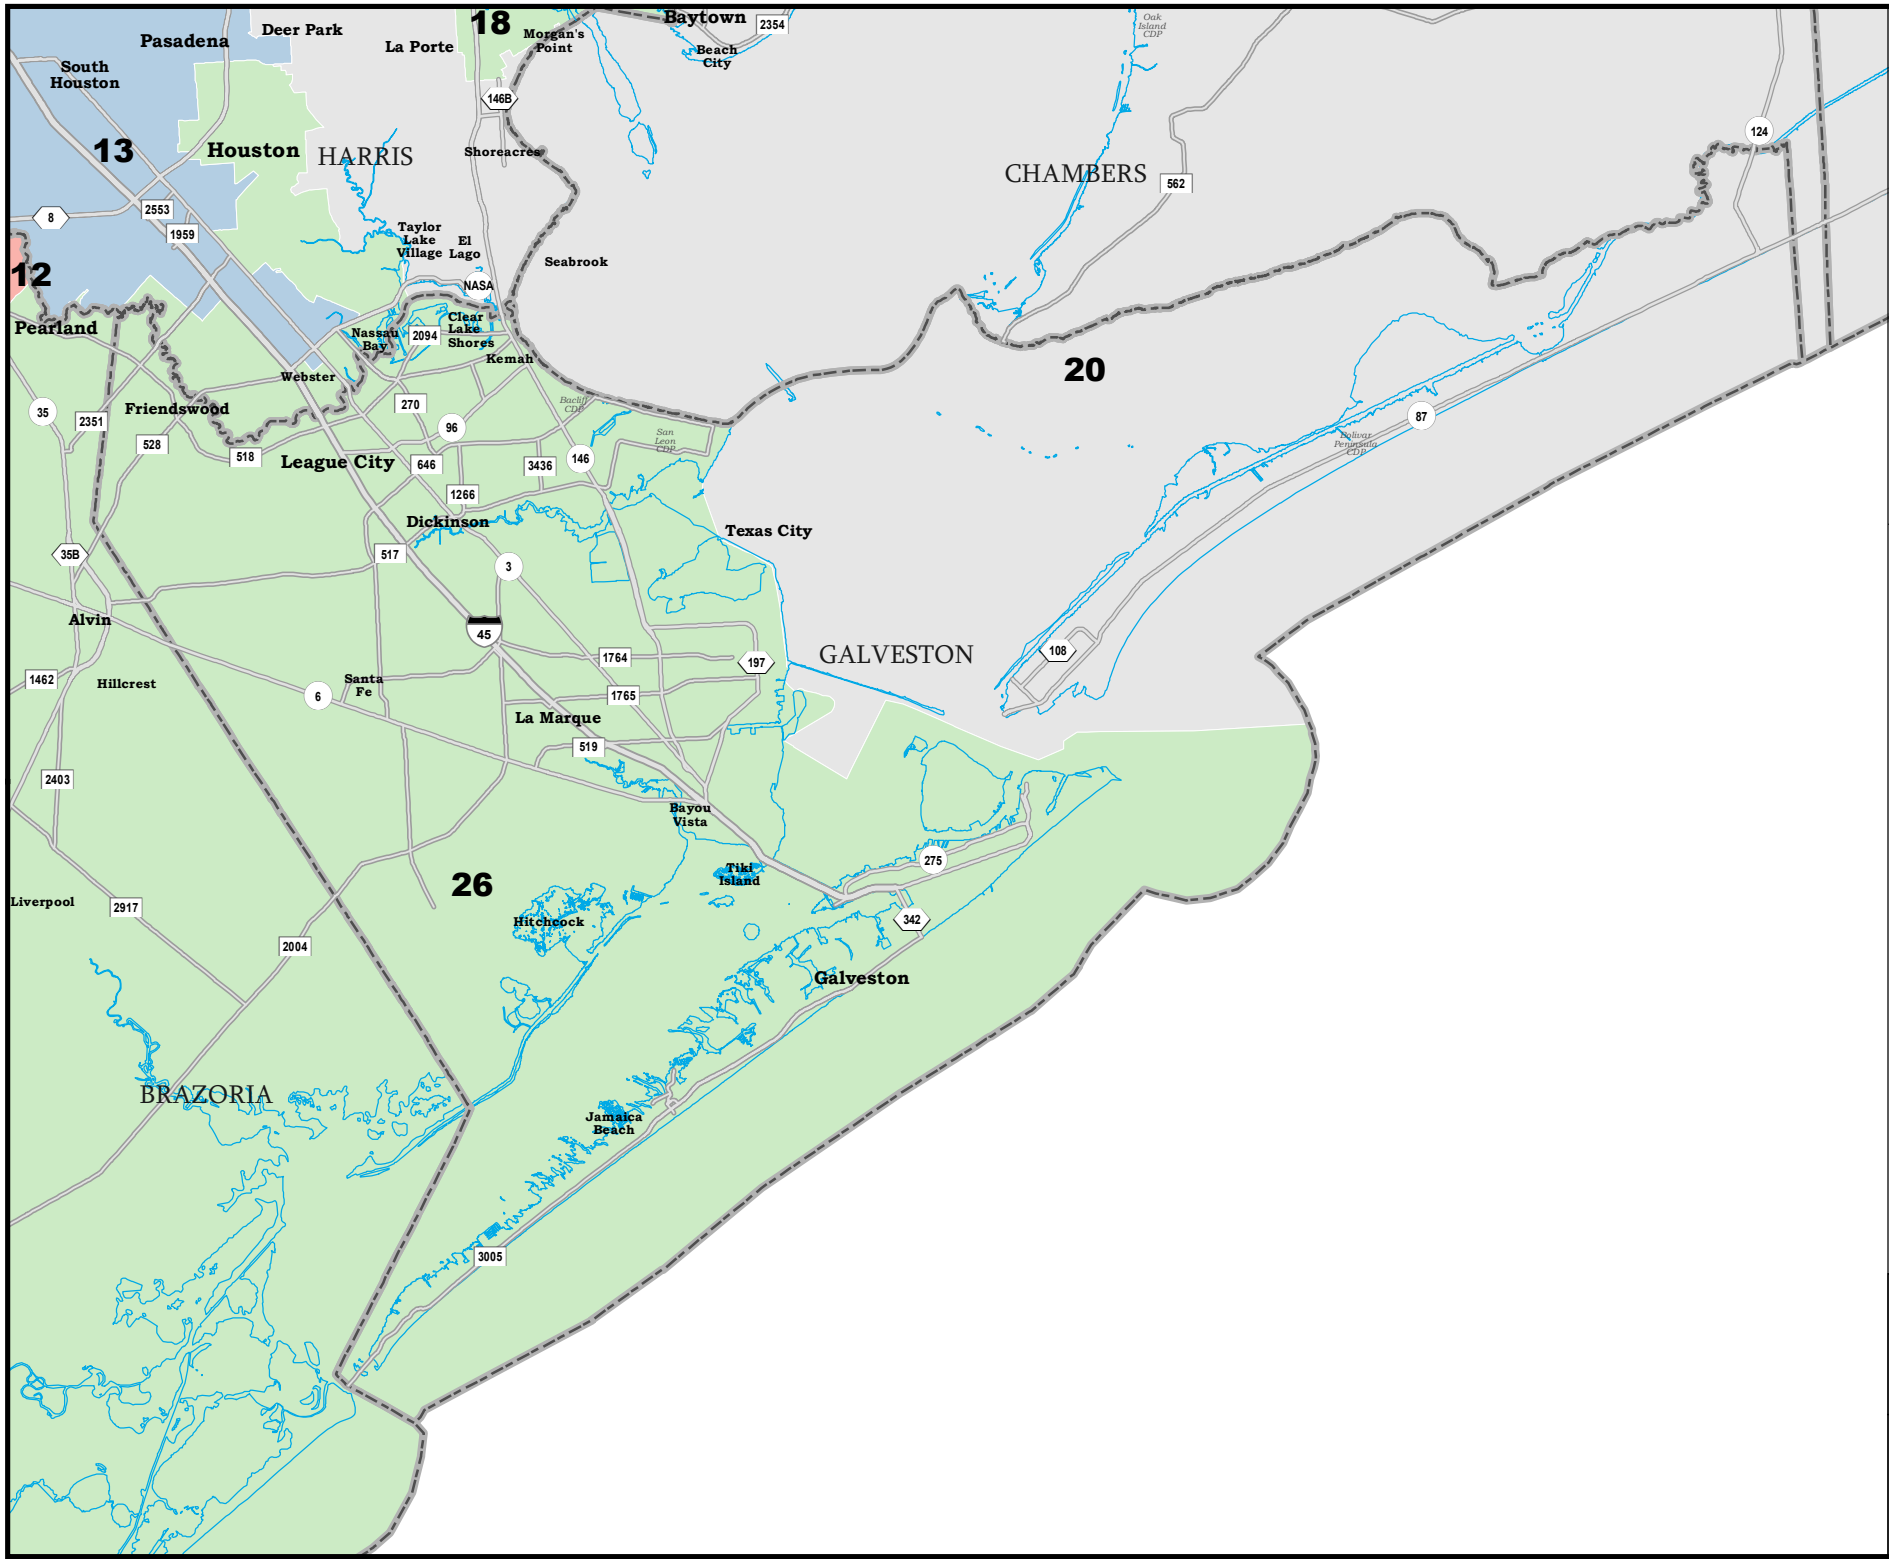 18
Baytown
2354
Oak
Island
CDP
Deer Park
Pasadena
La Porte
Morgan's
Point
Beach
City
South
Houston
146B
124
13
Houston
HARRIS
Shoreacres
CHAMBERS
562
8
2553
1959
Taylor
Lake
Village
El
Lago
Seabrook
12
NASA
Pearland
Nassau
Bay
2094
Clear
Lake
Shores
Kemah
20
Webster
35
2351
Friendswood
270
Bacliff
CDP
96
87
528
518
San
Leon
CDP
Bolivar
Peninsula
CDP
League City
646
3436
146
1266
Dickinson
Texas City
35B
517
3
Alvin
45
1764
197
GALVESTON
108
1462
Hillcrest
6
Santa
Fe
1765
La Marque
519
2403
Bayou
Vista
26
Tiki
Island
275
Liverpool
2917
Hitchcock
342
2004
Galveston
BRAZORIA
Jamaica
Beach
3005